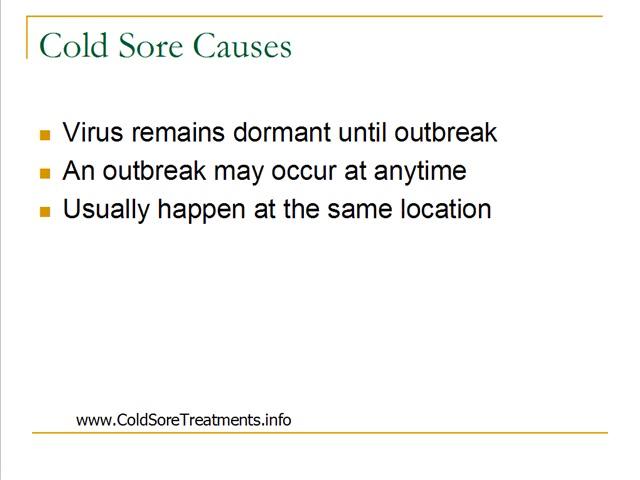 Cold Sore Causes
Virus remains dormant until outbreak
An outbreak may occur at anytime
Usually happen at the same location
www.ColdSoreTreatments.info